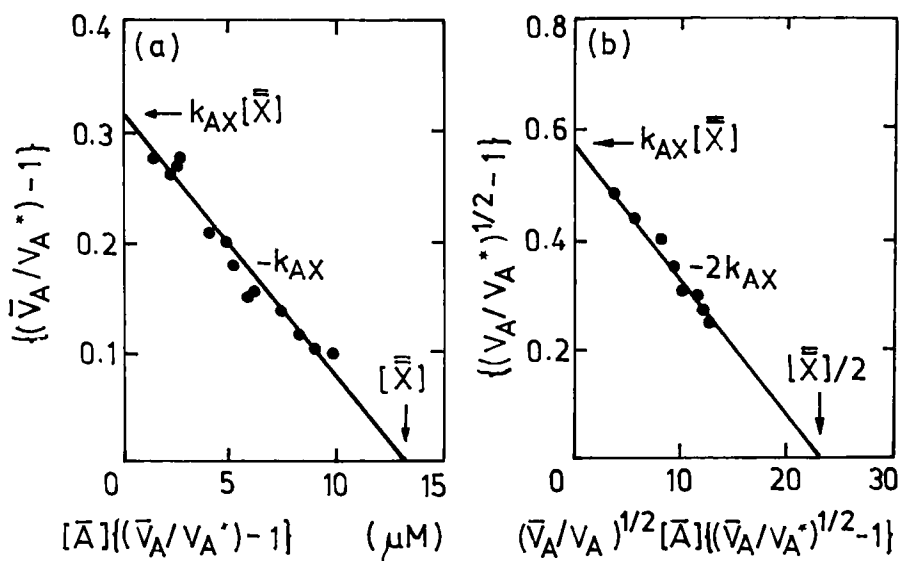 (a)
{(V̄_A/V_A*)-1}
0.4
0.3
0.2
0.1
k_AX[X̿]
-k_AX
[X̿]
0 5 10 15
[Ā]{(V̄_A/V_A*)-1} (μM)
(b)
{(V_A/V_A*)^1/2-1}
0.8
0.6
0.4
0.2
0
k_AX[X̿]
-2k_AX
[X̿]/2
0 10 20 30
(V̄_A/V_A)^1/2[Ā]{(V̄_A/V_A*)^1/2-1}